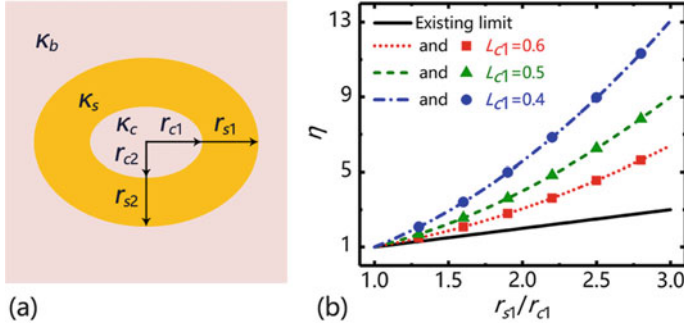 κb
κs
κc
rc1
rs1
rc2
rs2
(a)
13
9
5
1
η
Existing limit
and Lc1=0.6
and Lc1=0.5
and Lc1=0.4
1.0 1.5 2.0 2.5 3.0
rs1/rc1
(b)